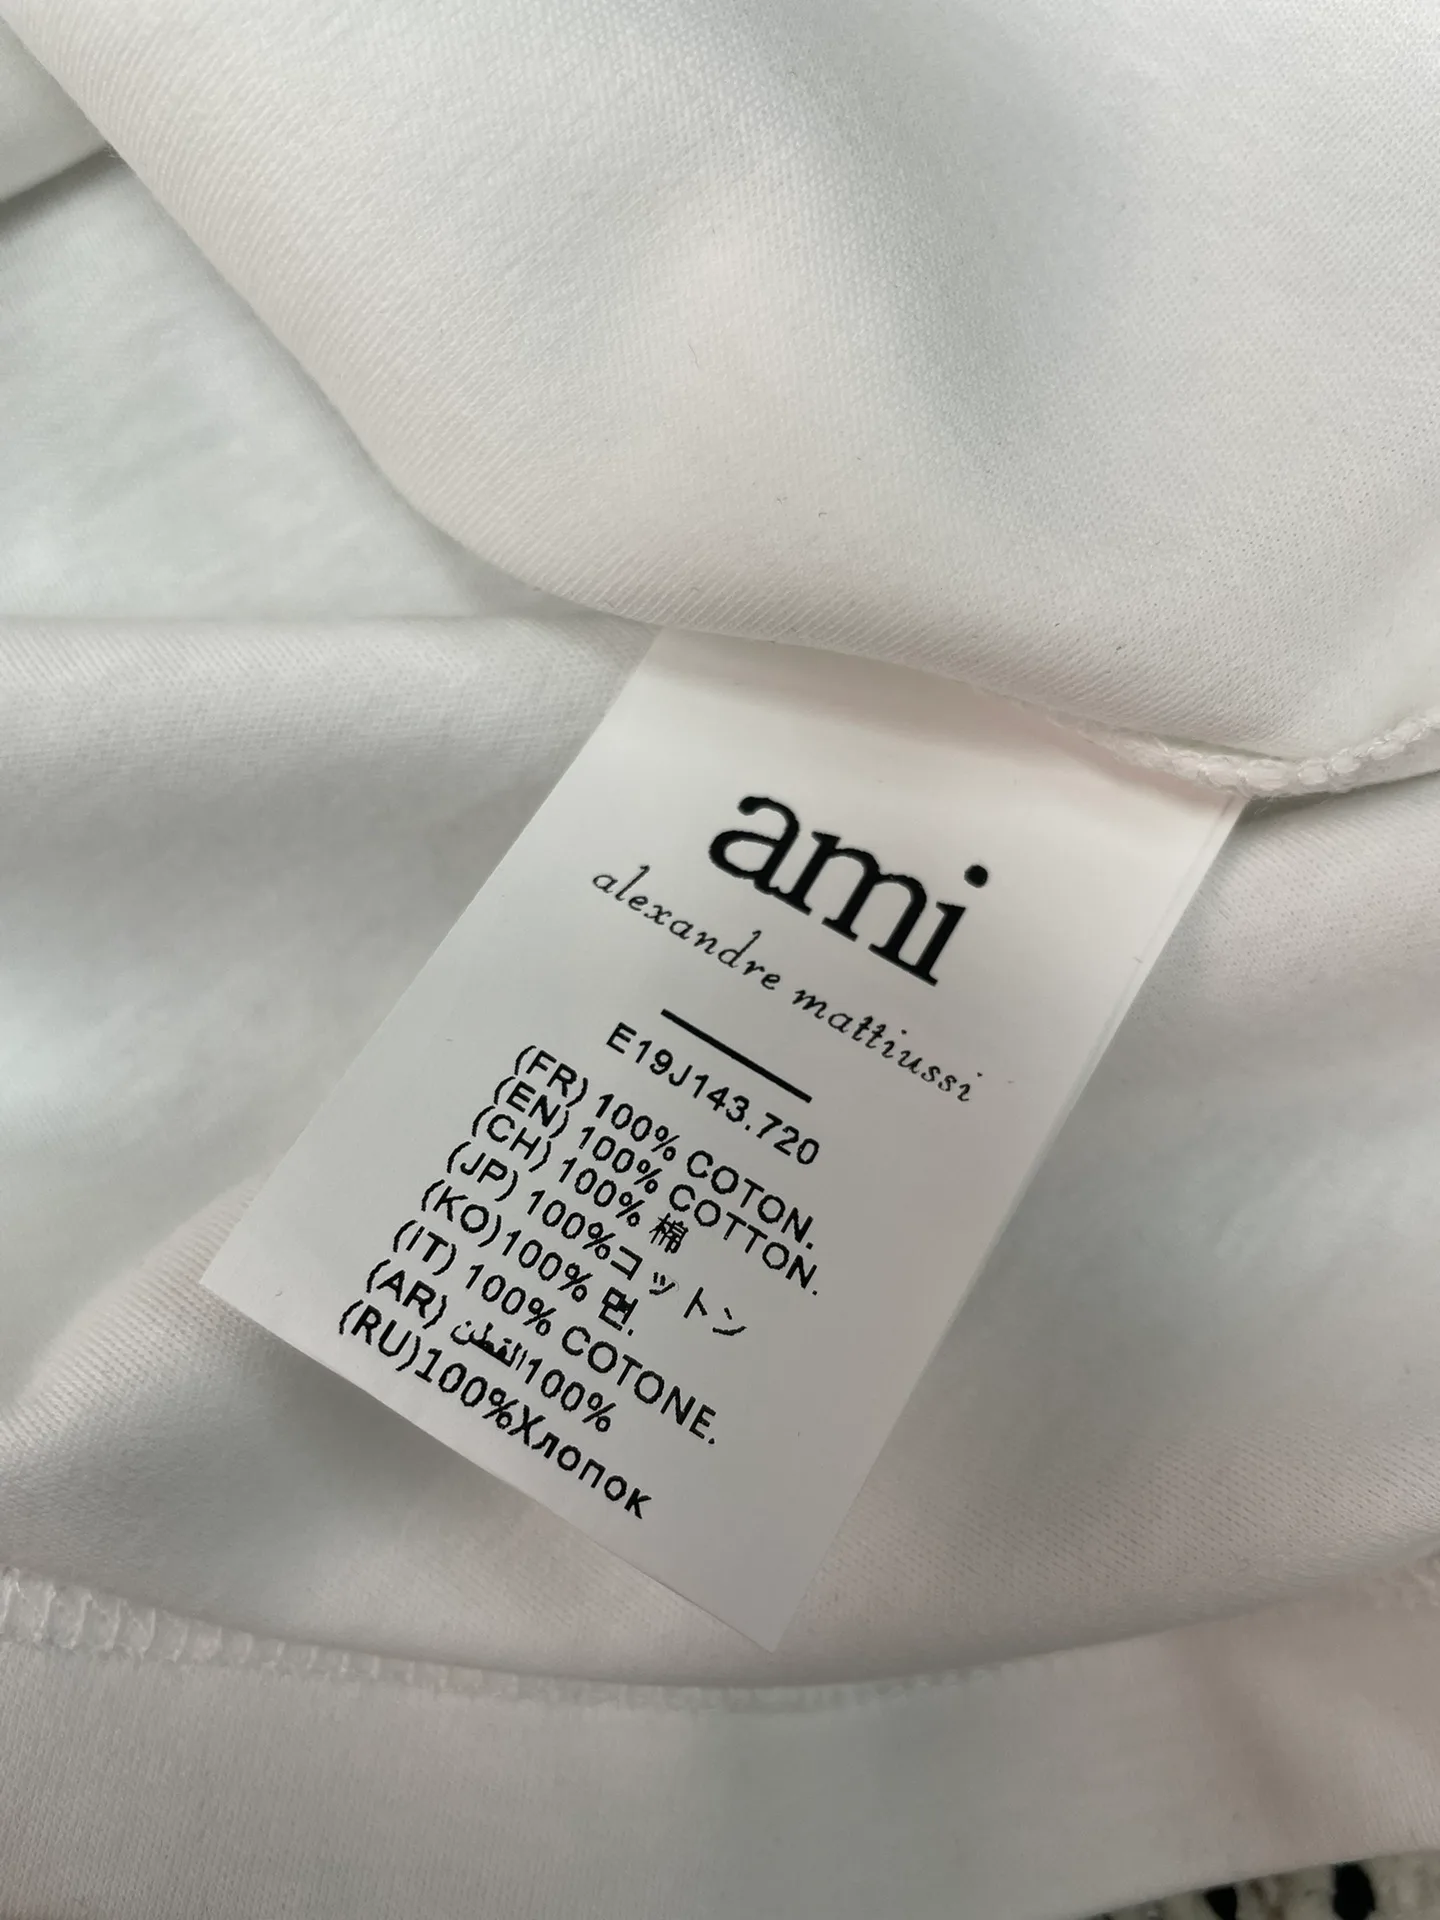 ami
alexandre mattiussi
E19J143.720
(FR) 100% COTON.
(EN) 100% COTTON.
(CH) 100% 棉
(JP) 100%コットン
(KO)100% 면.
(IT) 100% COTONE.
(AR) القطن100%
(RU)100%Хлопок